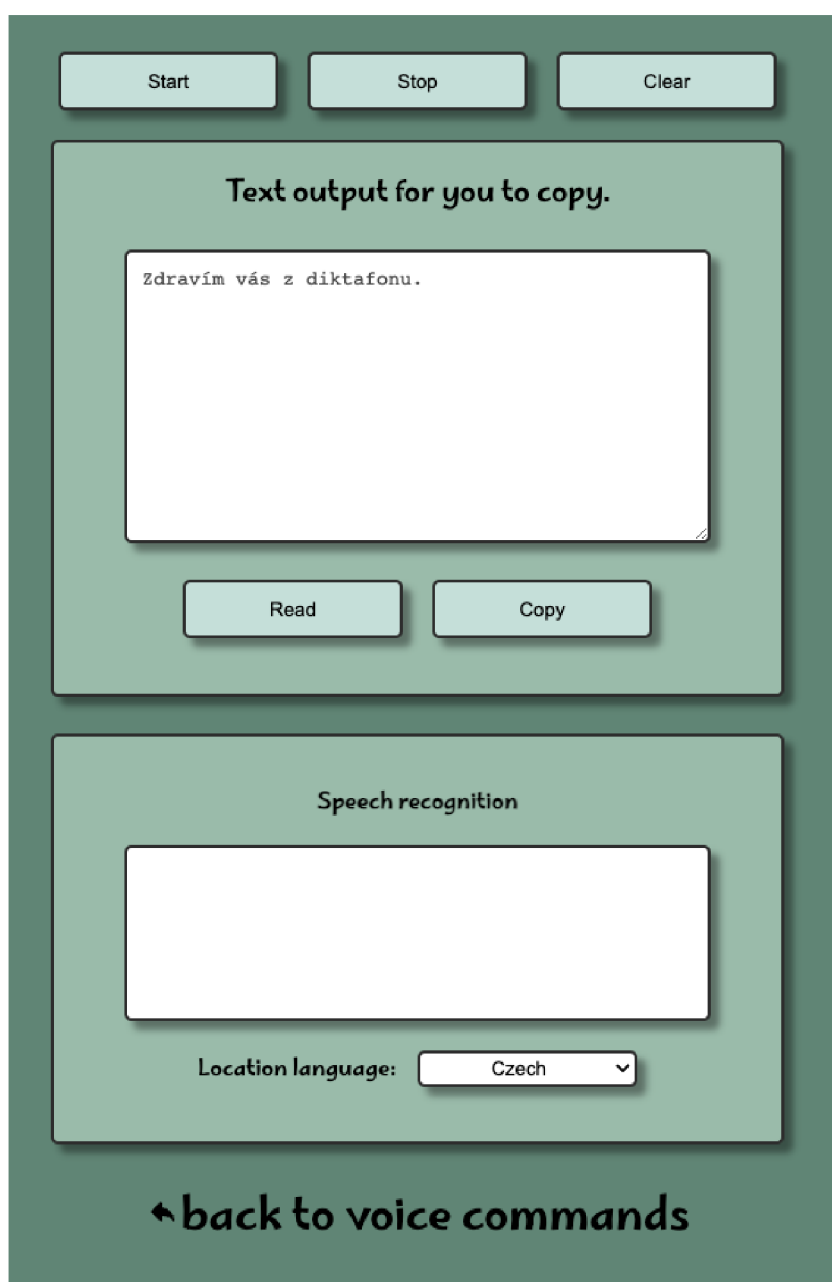 Start
Stop
Clear
Text output for you to copy.
Zdravím vás z diktafonu.
Read
Copy
Speech recognition
Location language:
Czech
back to voice commands